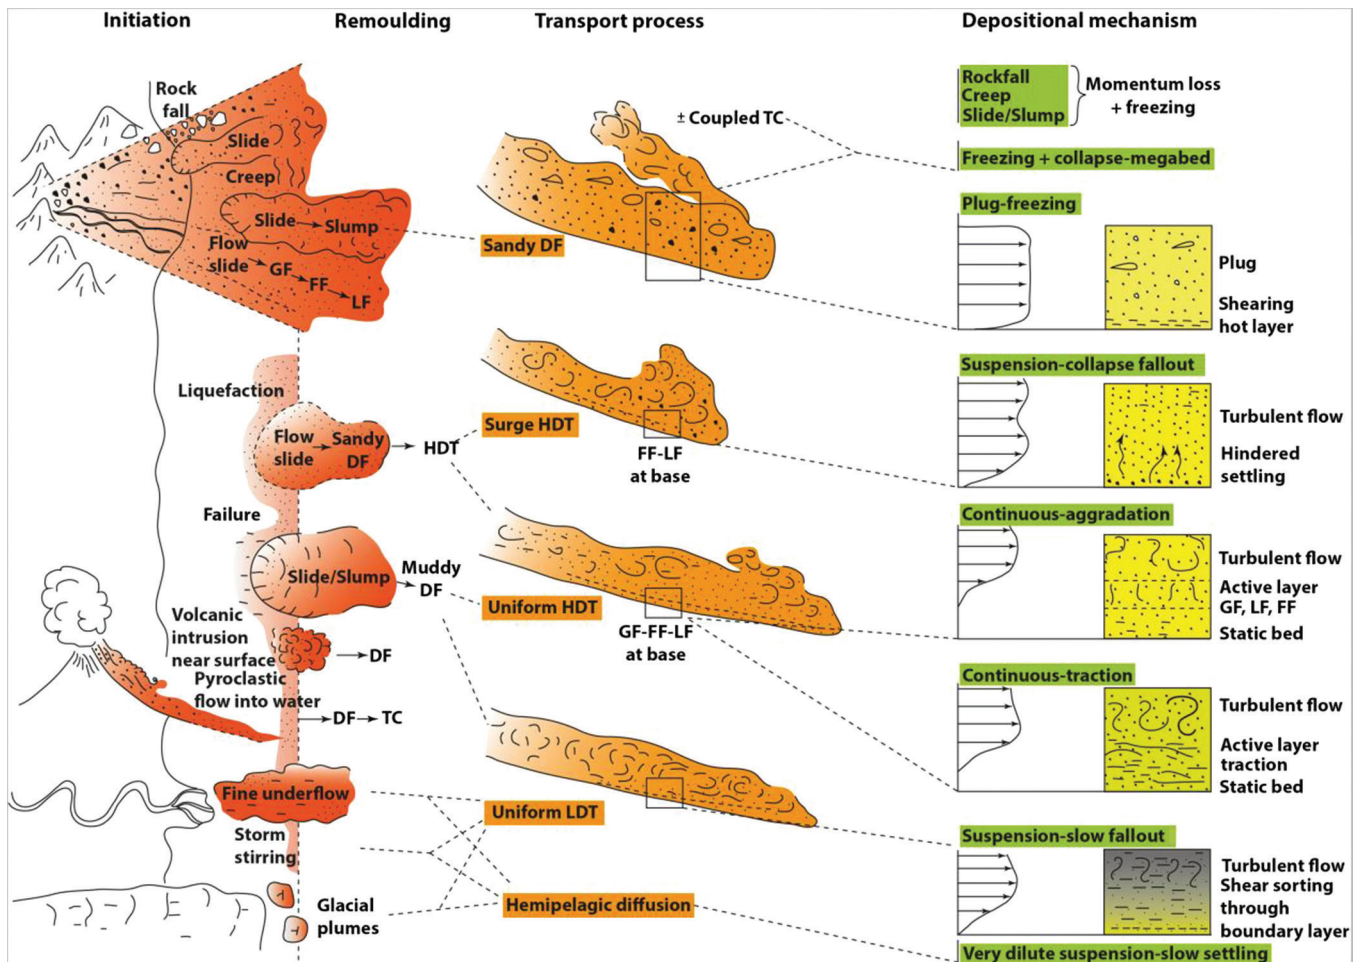 Initiation
Remoulding
Transport process
Depositional mechanism
Rock
fall
Slide
Creep
Slide
Slump
Flow
slide
GF
FF
LF
Liquefaction
Flow
slide
Sandy
DF
HDT
Failure
Slide/Slump
Muddy
DF
Volcanic
intrusion
near surface
DF
Pyroclastic
flow into water
DF
TC
Fine underflow
Storm
stirring
Glacial
plumes
± Coupled TC
Sandy DF
Surge HDT
FF-LF
at base
Uniform HDT
GF-FF-LF
at base
Uniform LDT
Hemipelagic diffusion
Rockfall
Creep
Slide/Slump
Momentum loss
+ freezing
Freezing + collapse-megabed
Plug-freezing
Plug
Shearing
hot layer
Suspension-collapse fallout
Turbulent flow
Hindered
settling
Continuous-aggradation
Turbulent flow
Active layer
GF, LF, FF
Static bed
Continuous-traction
Turbulent flow
Active layer
traction
Static bed
Suspension-slow fallout
Turbulent flow
Shear sorting
through
boundary layer
Very dilute suspension-slow settling